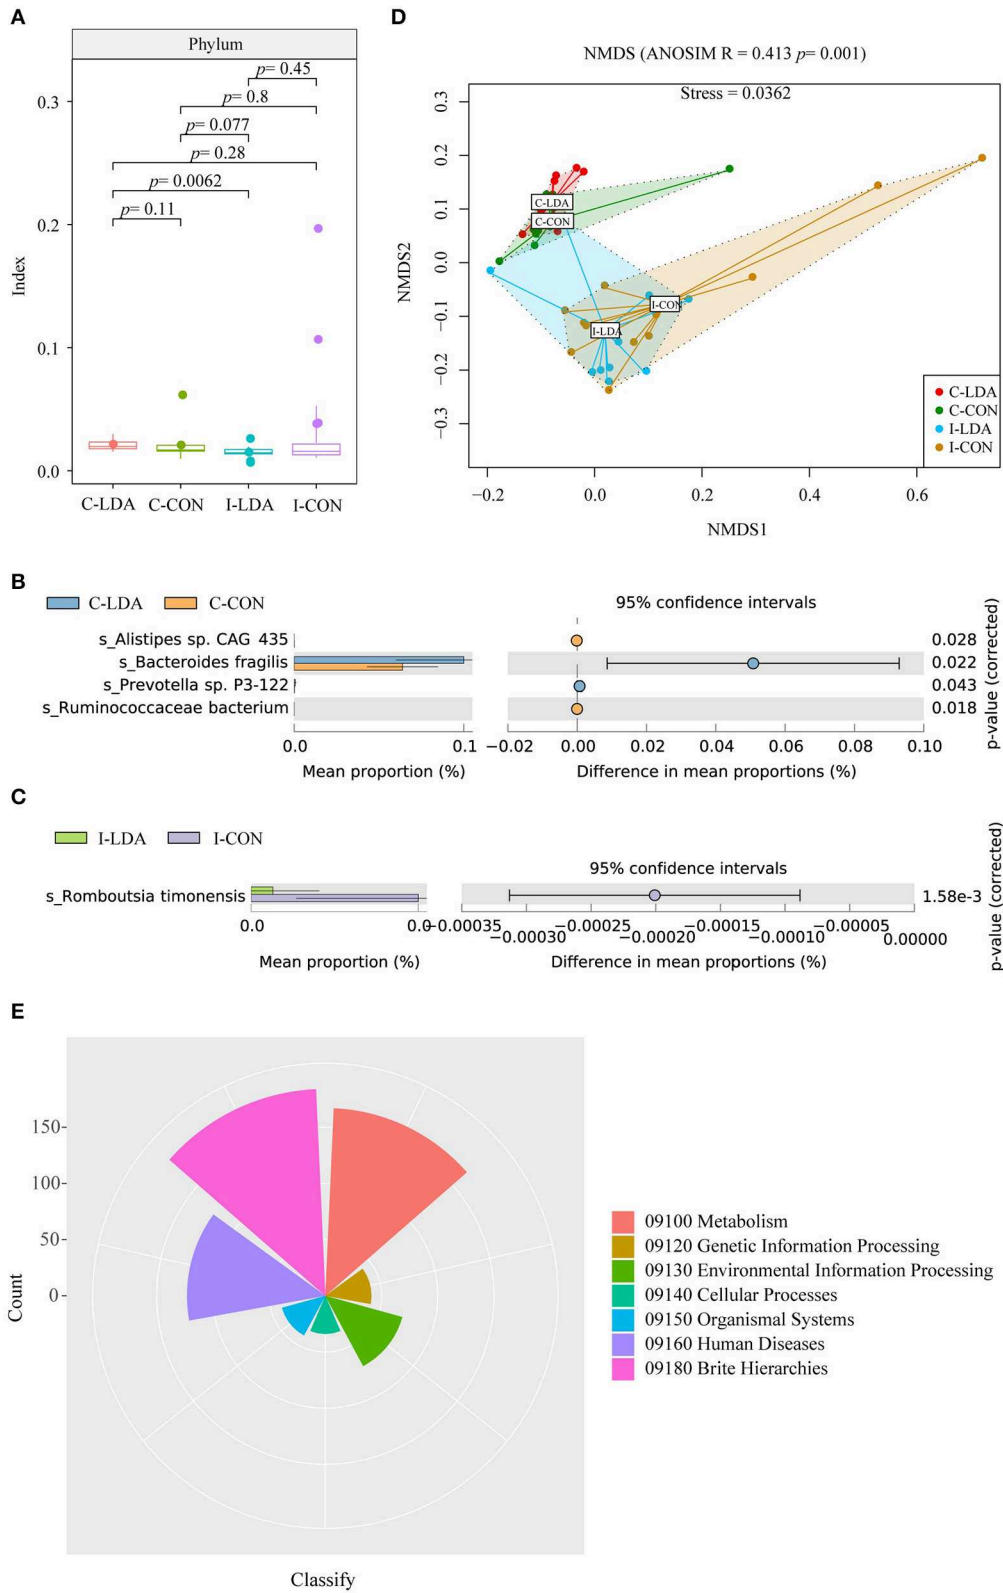 A
Phylum
p= 0.45
p= 0.8
p= 0.077
p= 0.28
p= 0.0062
p= 0.11
0.3
0.2
0.1
0.0
Index
C-LDA C-CON I-LDA I-CON
D
NMDS (ANOSIM R = 0.413 p= 0.001)
Stress = 0.0362
0.3
0.2
0.1
0.0
−0.1
−0.2
−0.3
NMDS2
C-LDA
C-CON
I-CON
I-LDA
C-LDA
C-CON
I-LDA
I-CON
−0.2 0.0 0.2 0.4 0.6
NMDS1
B
C-LDA C-CON
95% confidence intervals
s_Alistipes sp. CAG 435 0.028
s_Bacteroides fragilis 0.022
s_Prevotella sp. P3-122 0.043
s_Ruminococcaceae bacterium 0.018
p-value (corrected)
0.0 0.1 −0.02 0.00 0.02 0.04 0.06 0.08 0.10
Mean proportion (%) Difference in mean proportions (%)
C
I-LDA I-CON
95% confidence intervals
s_Romboutsia timonensis 1.58e-3
p-value (corrected)
0.0 −0.00035 −0.00025 −0.00015 −0.00005
−0.00030 −0.00020 −0.00010 0.00000
Mean proportion (%) Difference in mean proportions (%)
E
150
100
50
0
Count
09100 Metabolism
09120 Genetic Information Processing
09130 Environmental Information Processing
09140 Cellular Processes
09150 Organismal Systems
09160 Human Diseases
09180 Brite Hierarchies
Classify